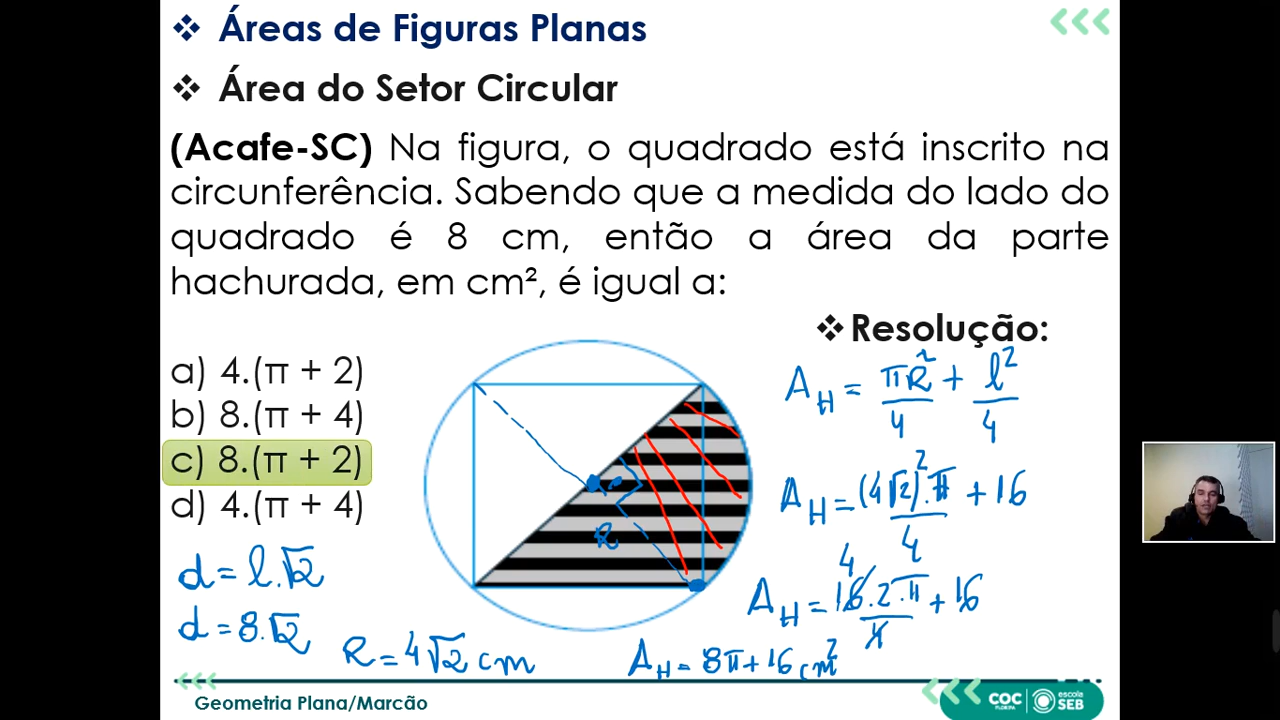 ❖ Áreas de Figuras Planas
❖ Área do Setor Circular
(Acafe-SC) Na figura, o quadrado está inscrito na
circunferência. Sabendo que a medida do lado do
quadrado é 8 cm, então a área da parte
hachurada, em cm², é igual a:
❖ Resolução:
a) 4.(π + 2)
b) 8.(π + 4)
c) 8.(π + 2)
d) 4.(π + 4)
d = l.√2
d = 8.√2
R = 4√2 cm
R
A_H = πR²/4 + l²/4
A_H = (4√2)².π/4 + 16
A_H = 16.2.π/4 + 16
4
A_H = 8π + 16 cm²
Geometria Plana/Marcão
COC
FLORIPA
escola
SEB